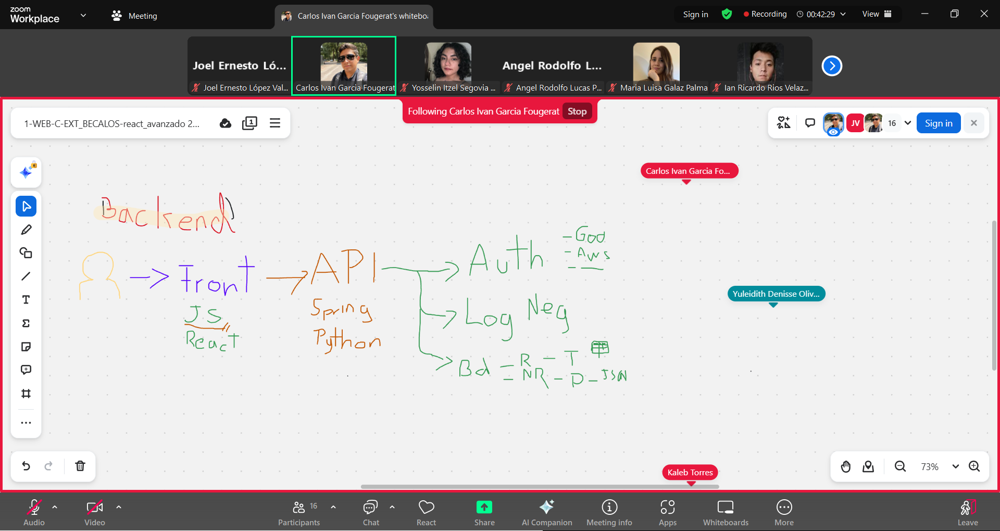 zoom
Workplace
Meeting
Carlos Ivan Garcia Fougerat's whiteboa
Sign in
Recording
00:42:29
View
Joel Ernesto Ló...
Angel Rodolfo L...
Joel Ernesto López Val...
Carlos Ivan Garcia Fougerat
Yosselin Itzel Segovia ...
Angel Rodolfo Lucas P...
Maria Luisa Galaz Palma
Ian Ricardo Rios Velaz...
Following Carlos Ivan Garcia Fougerat
Stop
1-WEB-C-EXT_BECALOS-react_avanzado 2...
1
JV
16
Sign in
Carlos Ivan Garcia Fo...
Backend
- God
- AWS
Auth
API
Front
Yuleidith Denisse Oliv...
JS
Spring
Log Neg
React
Python
Bd = R - T
NR - D - JSON
73%
Kaleb Torres
Audio
Video
Participants
16
Chat
React
Share
AI Companion
Meeting info
Apps
Whiteboards
More
Leave